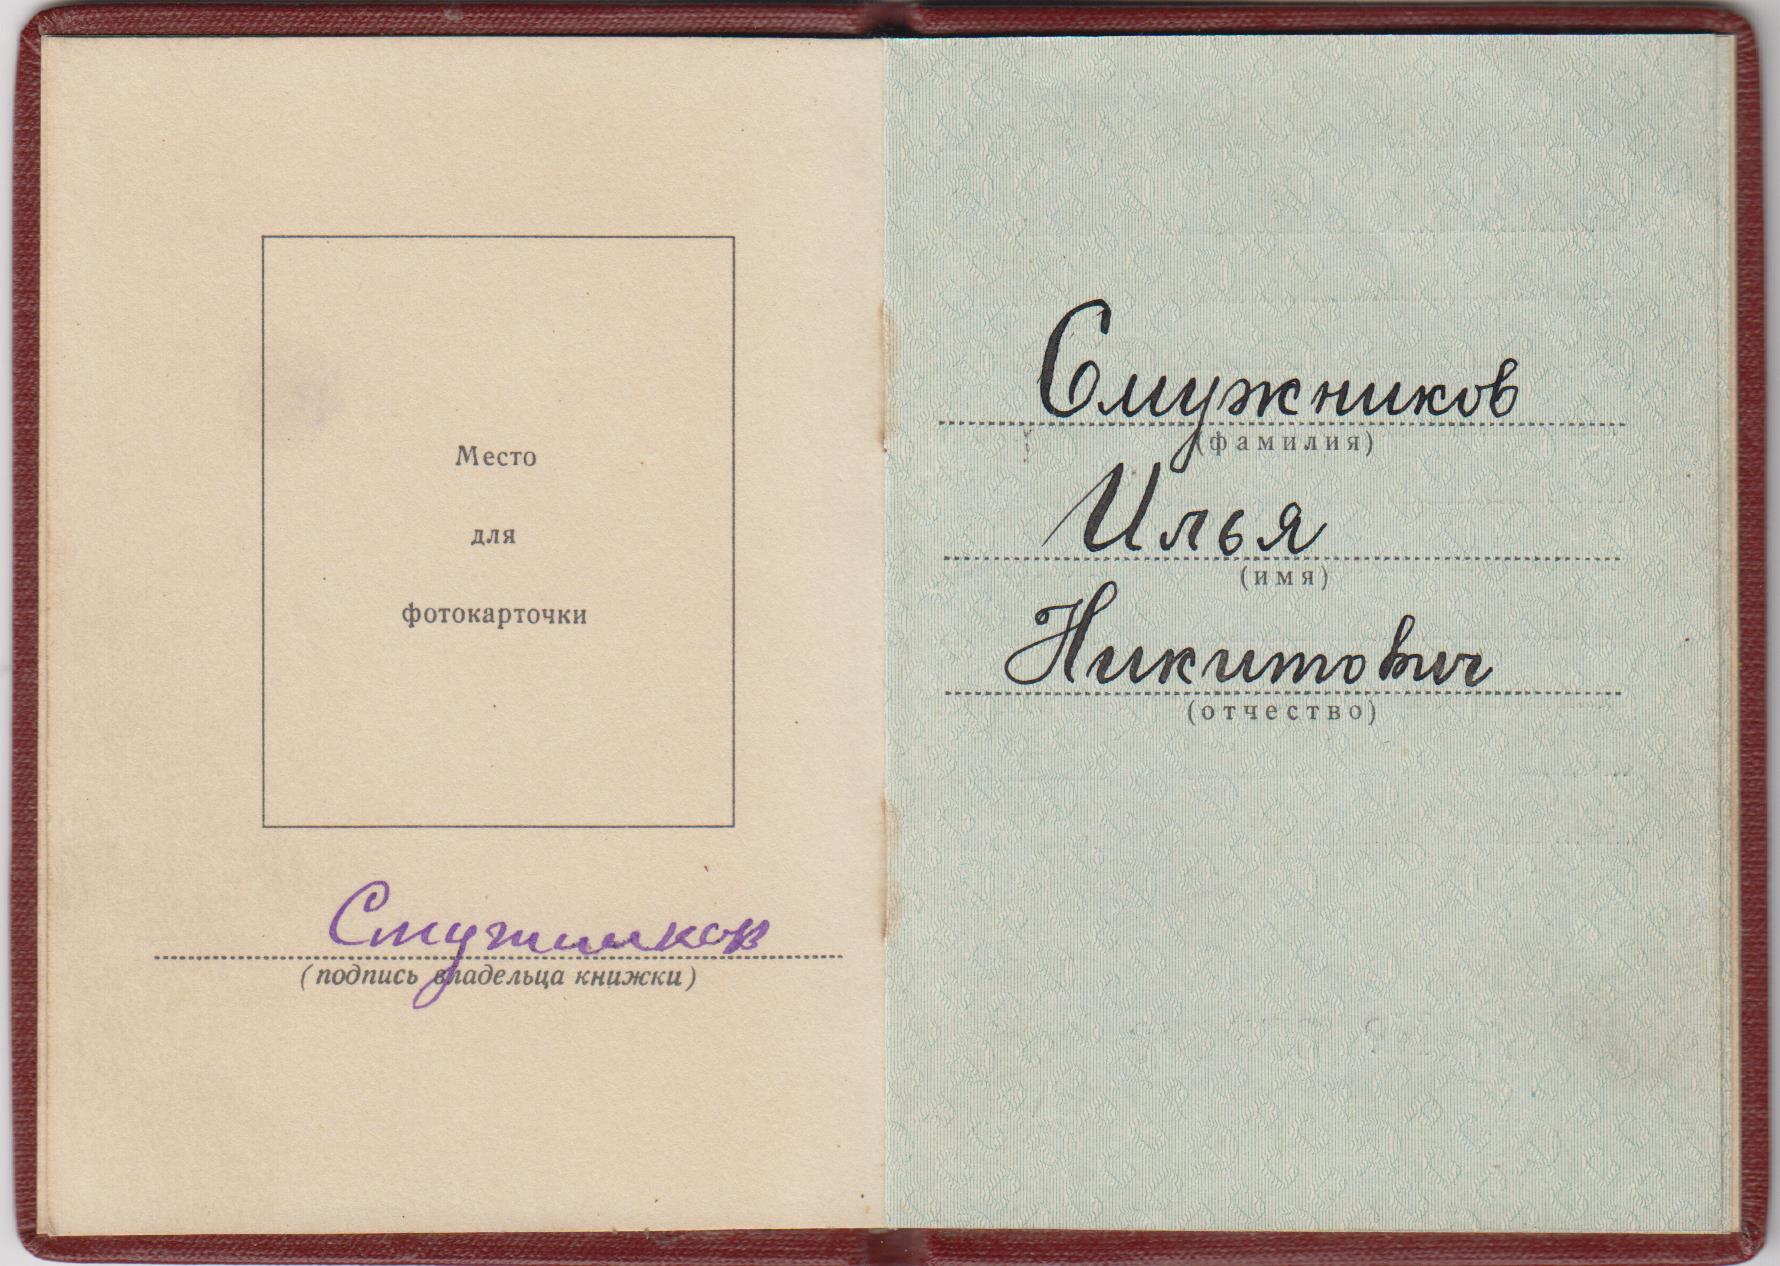 Место
для
фотокарточки
Смужников
(подпись владельца книжки)
Смужников
(фамилия)
Илья
(имя)
Никитович
(отчество)